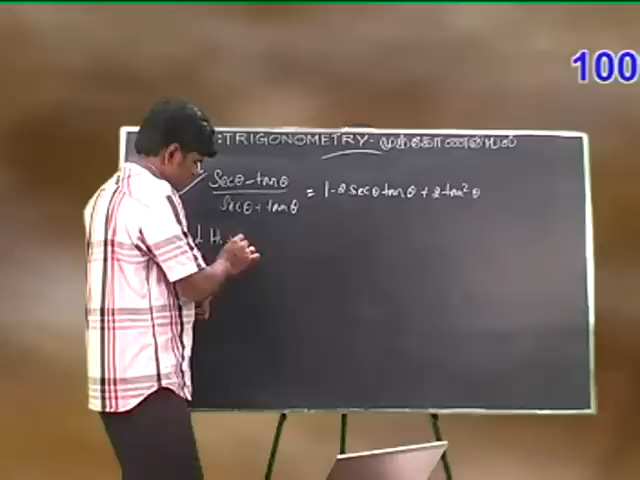 100
:TRIGONOMETRY- முக்கோணவியல்
Secθ-tanθ / Secθ+tanθ = 1-2secθtanθ+2tan²θ
L H.